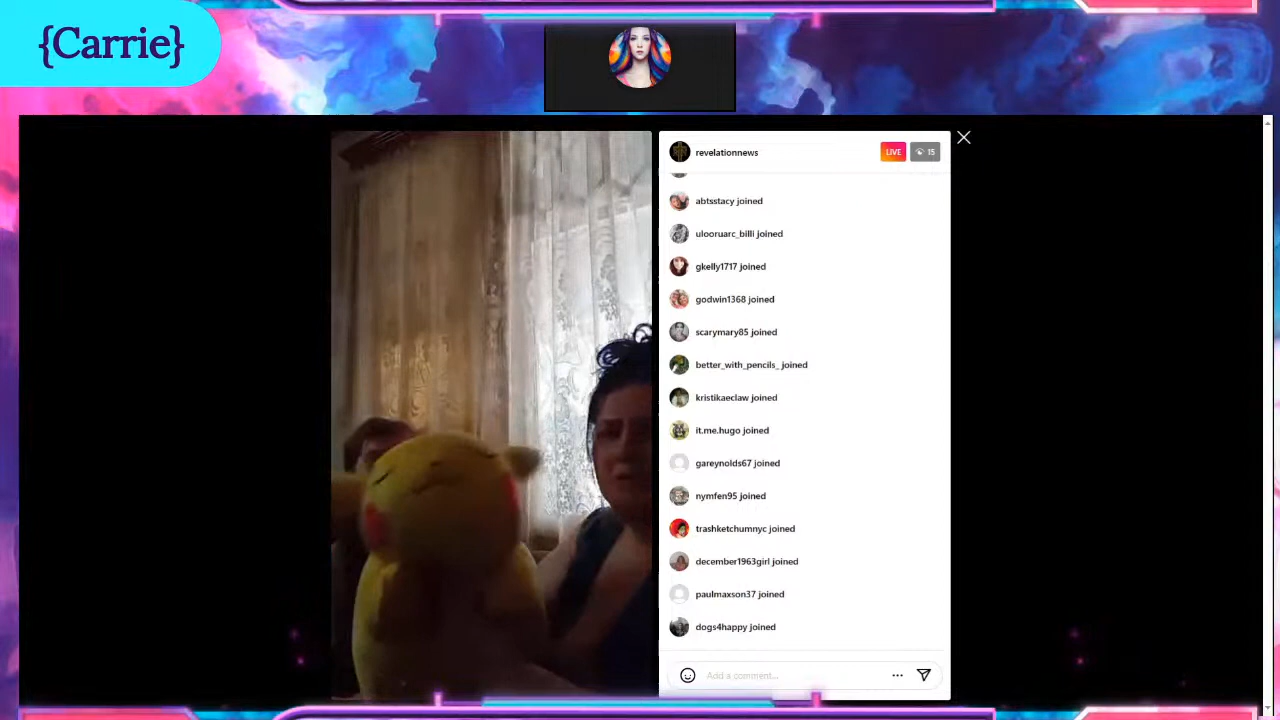 {Carrie}
revelationnews
LIVE
15
abtsstacy joined
ulooruarc_billi joined
gkelly1717 joined
godwin1368 joined
scarymary85 joined
better_with_pencils_ joined
kristikaeclaw joined
it.me.hugo joined
gareynolds67 joined
nymfen95 joined
trashketchumnyc joined
december1963girl joined
paulmaxson37 joined
dogs4happy joined
Add a comment...